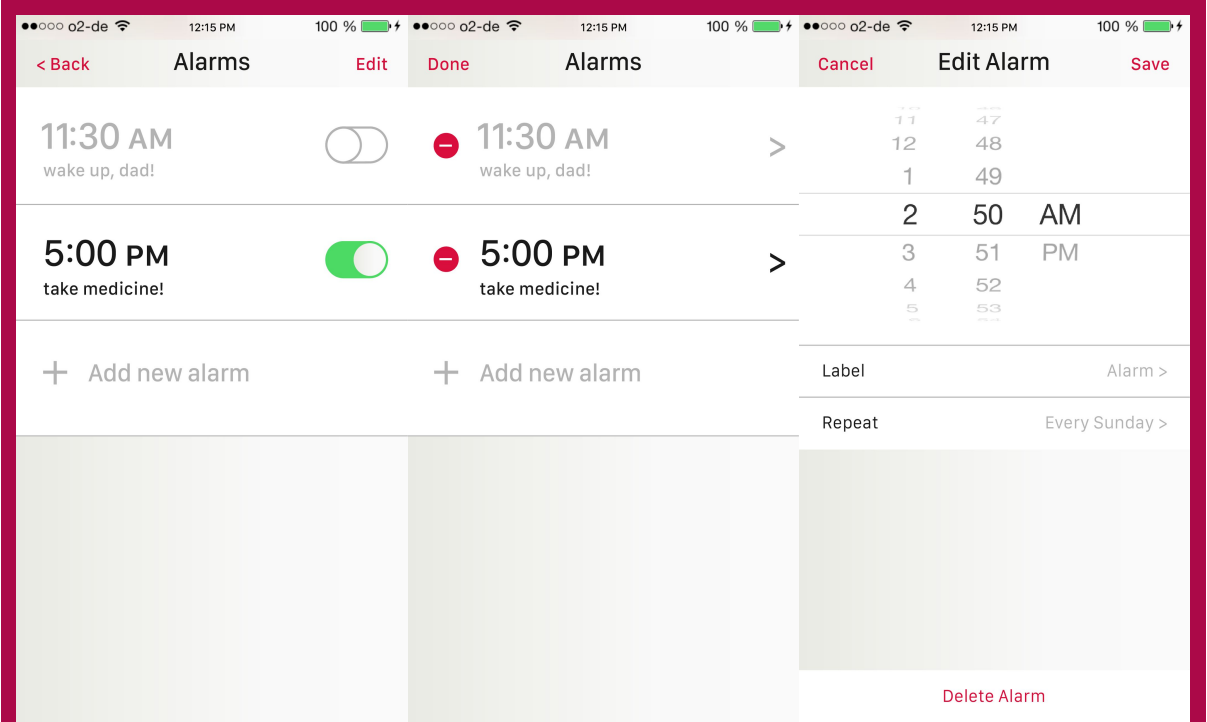 o2-de 12:15 PM 100 %
< Back Alarms Edit
11:30 AM
wake up, dad!
5:00 PM
take medicine!
+ Add new alarm
o2-de 12:15 PM 100 %
Done Alarms
11:30 AM >
wake up, dad!
5:00 PM >
take medicine!
+ Add new alarm
o2-de 12:15 PM 100 %
Cancel Edit Alarm Save
11 47
12 48
1 49
2 50 AM
3 51 PM
4 52
5 53
Label Alarm >
Repeat Every Sunday >
Delete Alarm